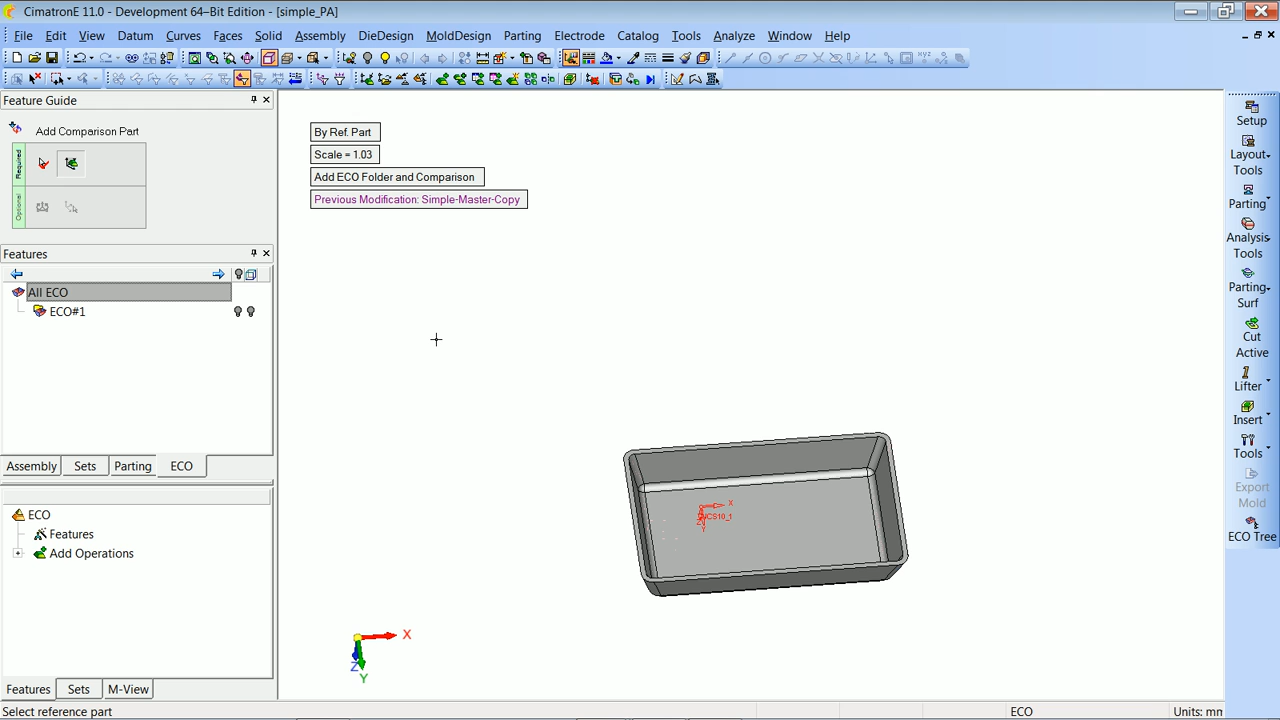 CimatronE 11.0 - Development 64–Bit Edition - [simple_PA]
File Edit View Datum Curves Faces Solid Assembly DieDesign MoldDesign Parting Electrode Catalog Tools Analyze Window Help
Feature Guide
Add Comparison Part
Required
Optional
Features
All ECO
ECO#1
Assembly Sets Parting ECO
ECO
Features
Add Operations
Features Sets M-View
Select reference part
By Ref. Part
Scale = 1.03
Add ECO Folder and Comparison
Previous Modification: Simple-Master-Copy
X
Y
X
Z
Y
Setup
Layout
Tools
Parting
Analysis
Tools
Parting
Surf
Cut
Active
Lifter
Insert
Tools
Export
Mold
ECO Tree
ECO
Units: mm